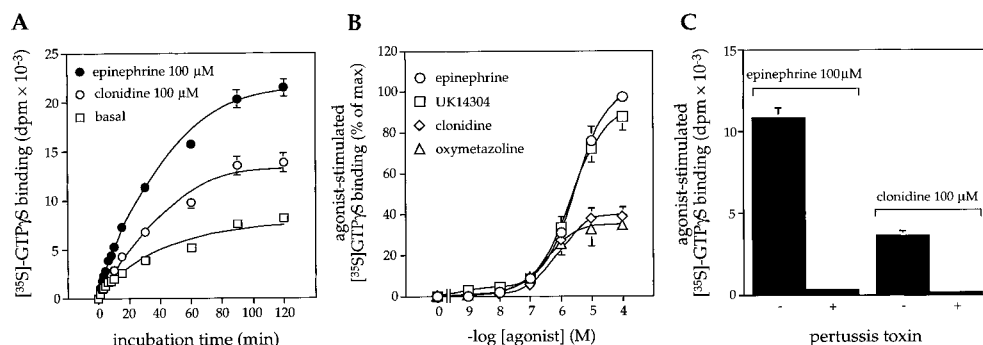 A
[³⁵S]-GTPγS binding (dpm × 10⁻³)
25
20
15
10
5
0
epinephrine 100 µM
clonidine 100 µM
basal
0 20 40 60 80 100 120
incubation time (min)
B
agonist-stimulated
[³⁵S]GTPγS binding (% of max)
120
100
80
60
40
20
0
epinephrine
UK14304
clonidine
oxymetazoline
0 9 8 7 6 5 4
-log [agonist] (M)
C
agonist-stimulated
[³⁵S]-GTPγS binding (dpm × 10⁻³)
15
10
5
0
epinephrine 100µM
clonidine 100 µM
- + - +
pertussis toxin